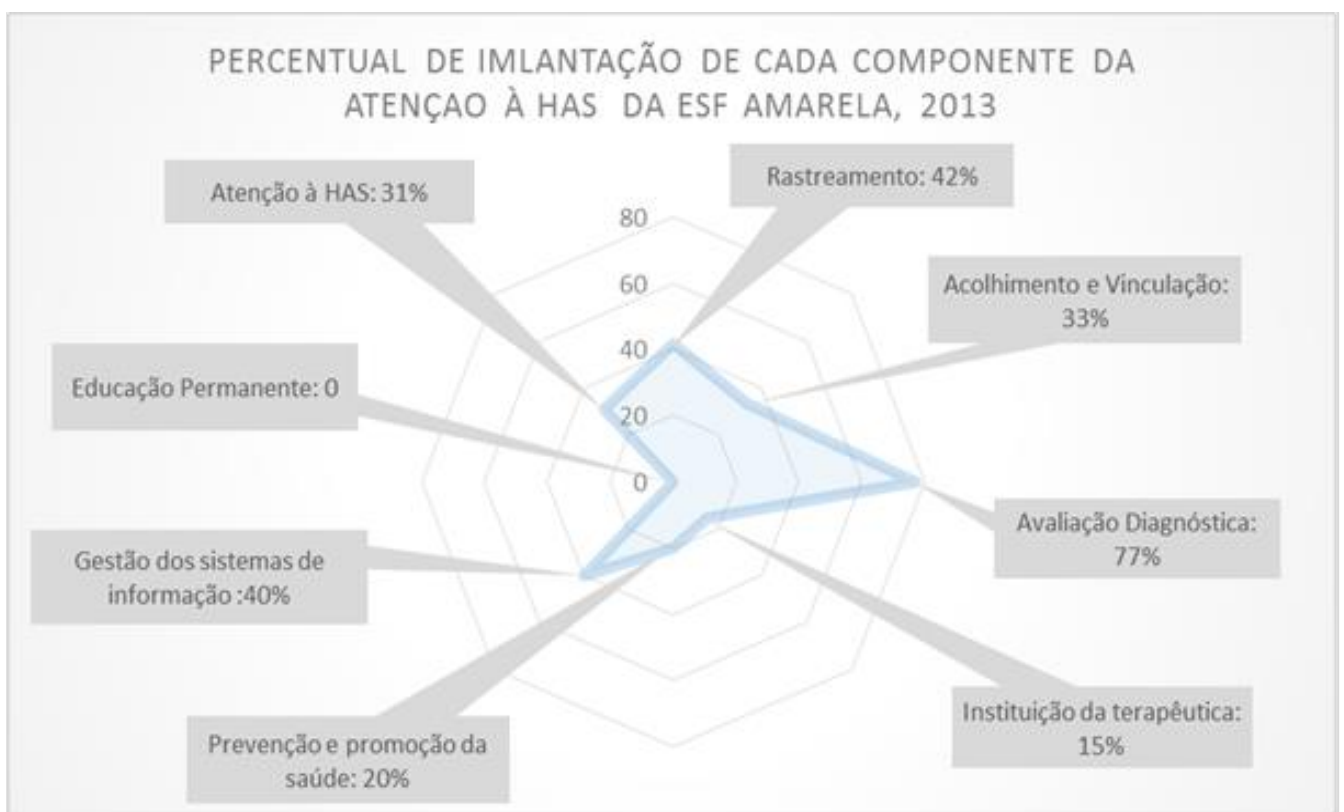 PERCENTUAL DE IMLANTAÇÃO DE CADA COMPONENTE DA
ATENÇAO À HAS DA ESF AMARELA, 2013
Atenção à HAS: 31%
Rastreamento: 42%
80
60
40
20
0
Acolhimento e Vinculação:
33%
Educação Permanente: 0
Avaliação Diagnóstica:
77%
Gestão dos sistemas de
informação :40%
Instituição da terapêutica:
15%
Prevenção e promoção da
saúde: 20%